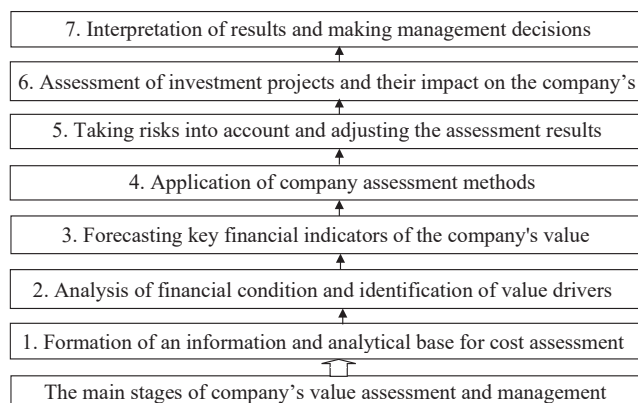 7. Interpretation of results and making management decisions
6. Assessment of investment projects and their impact on the company's
5. Taking risks into account and adjusting the assessment results
4. Application of company assessment methods
3. Forecasting key financial indicators of the company's value
2. Analysis of financial condition and identification of value drivers
1. Formation of an information and analytical base for cost assessment
The main stages of company's value assessment and management